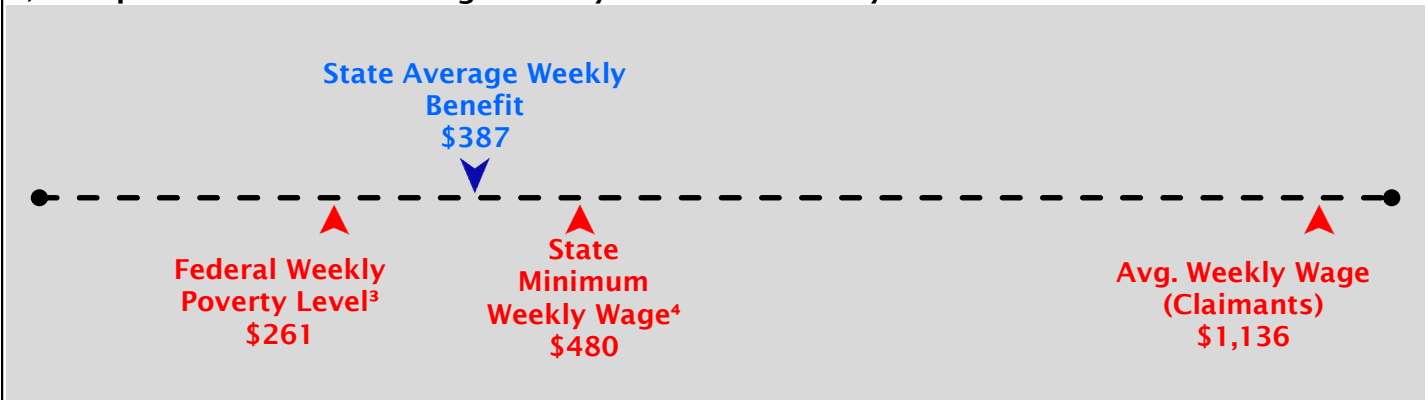 State Average Weekly
Benefit
$387
Federal Weekly
Poverty Level³
$261
State
Minimum
Weekly Wage⁴
$480
Avg. Weekly Wage
(Claimants)
$1,136